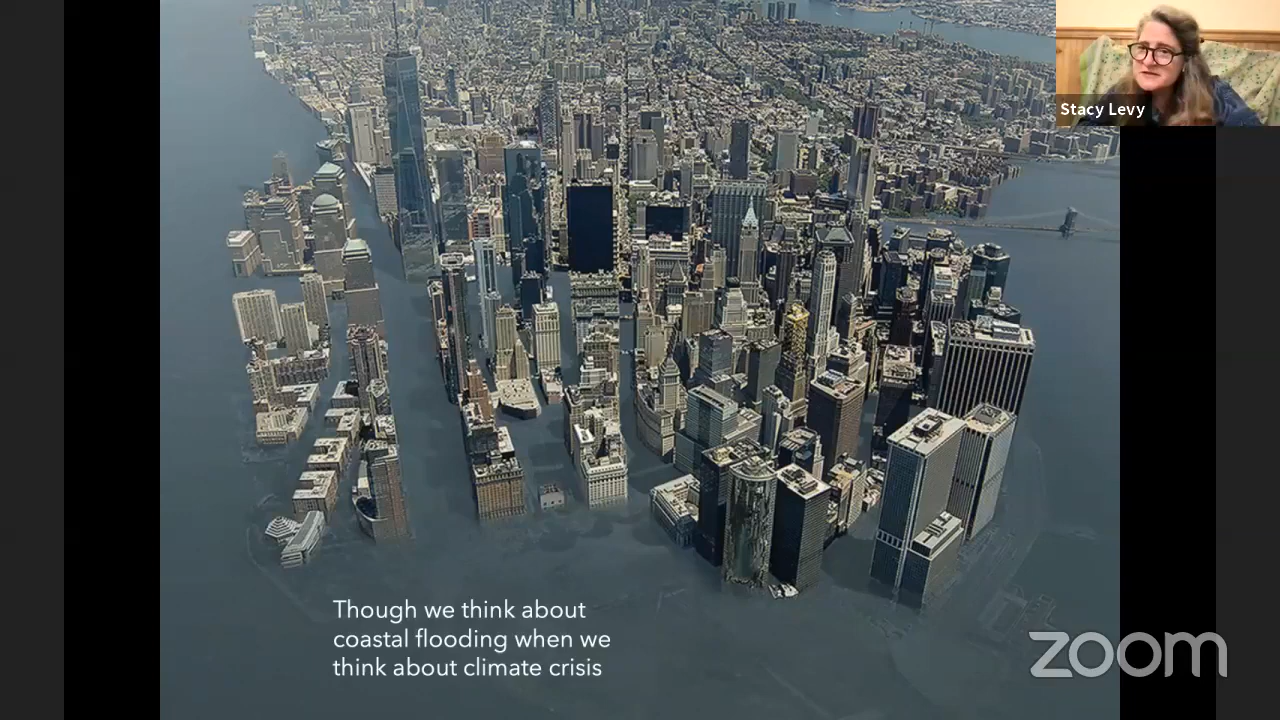 Stacy Levy
Though we think about
coastal flooding when we
think about climate crisis
zoom